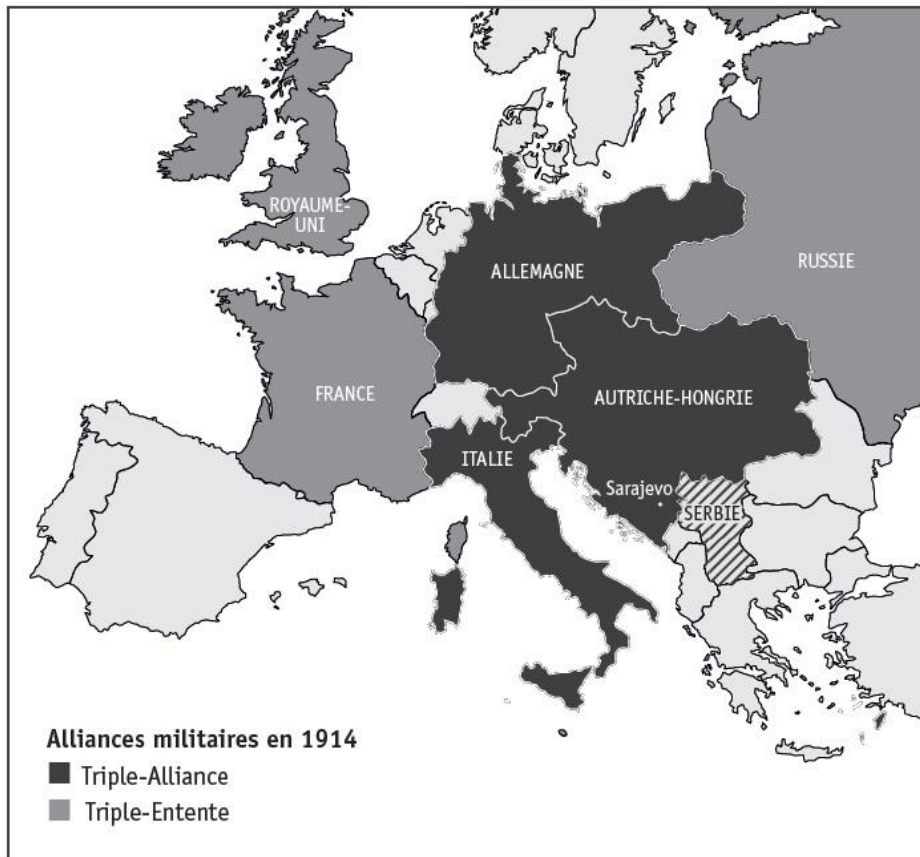 ROYAUME-
UNI
ALLEMAGNE
RUSSIE
FRANCE
AUTRICHE-HONGRIE
ITALIE
Sarajevo
SERBIE
Alliances militaires en 1914
Triple-Alliance
Triple-Entente